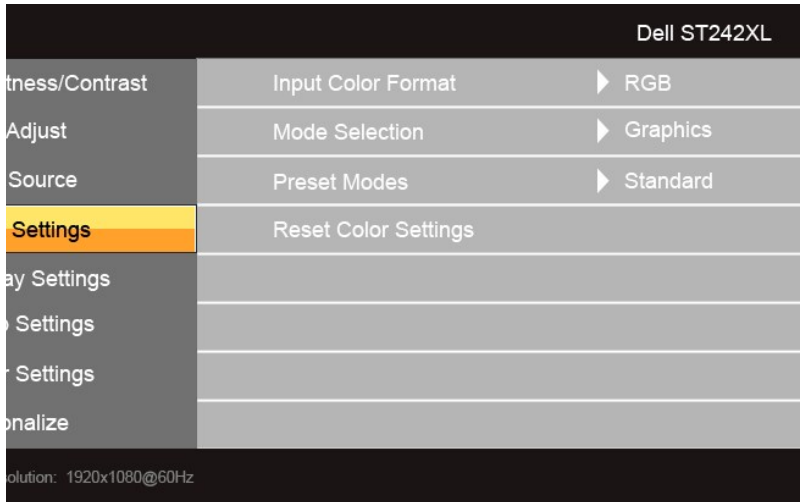 Dell ST242XL
tness/Contrast Input Color Format RGB
Adjust Mode Selection Graphics
Source Preset Modes Standard
Settings Reset Color Settings
ay Settings
Settings
r Settings
onalize
olution: 1920x1080@60Hz